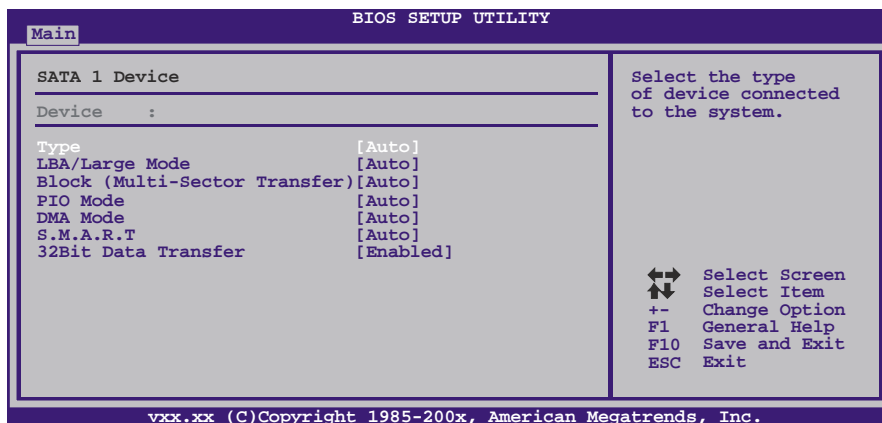 BIOS SETUP UTILITY
Main
SATA 1 Device
Device :
Type [Auto]
LBA/Large Mode [Auto]
Block (Multi-Sector Transfer)[Auto]
PIO Mode [Auto]
DMA Mode [Auto]
S.M.A.R.T [Auto]
32Bit Data Transfer [Enabled]
Select the type
of device connected
to the system.
Select Screen
Select Item
+- Change Option
F1 General Help
F10 Save and Exit
ESC Exit
vxx.xx (C)Copyright 1985-200x, American Megatrends, Inc.